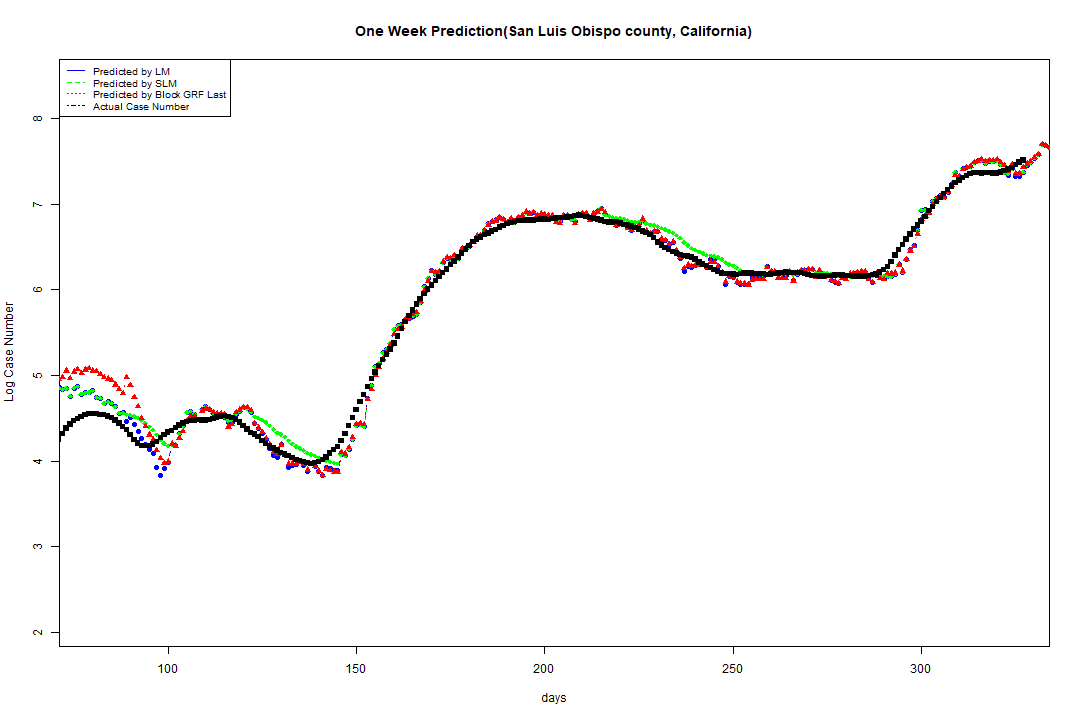 One Week Prediction(San Luis Obispo county, California)
Predicted by LM
Predicted by SLM
Predicted by Block GRF Last
Actual Case Number
8
7
6
5
4
3
2
Log Case Number
100 150 200 250 300
days